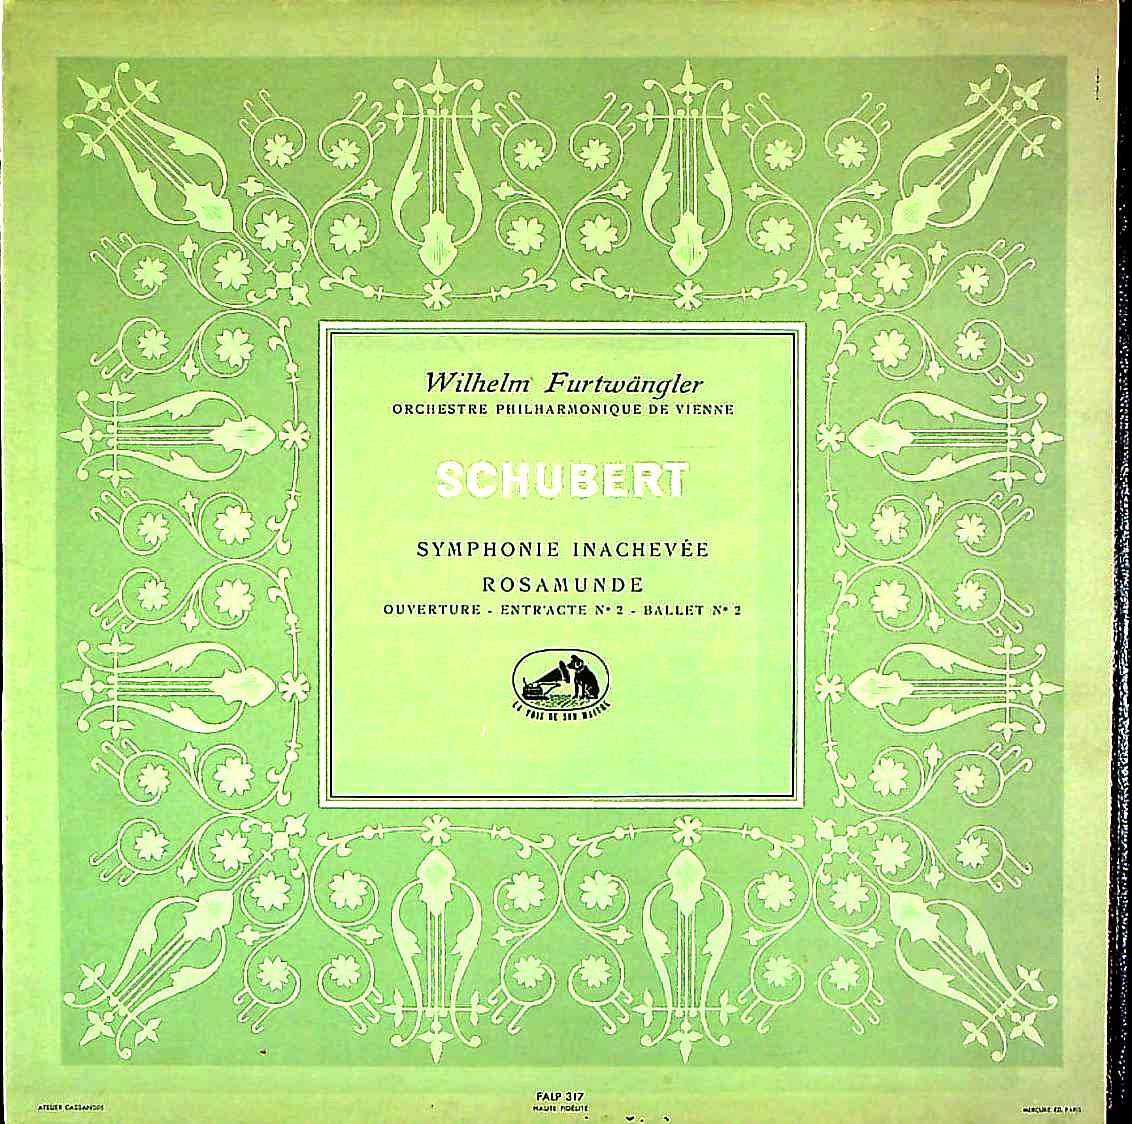 Wilhelm Furtwängler
ORCHESTRE PHILHARMONIQUE DE VIENNE
SCHUBERT
SYMPHONIE INACHEVÉE
ROSAMUNDE
OUVERTURE - ENTR'ACTE N° 2 - BALLET N° 2
LA VOIX DE SON MAITRE
FALP 317
HAUTE FIDÉLITÉ
ATELIER CASSANDRE
MERCURE ED. PARIS